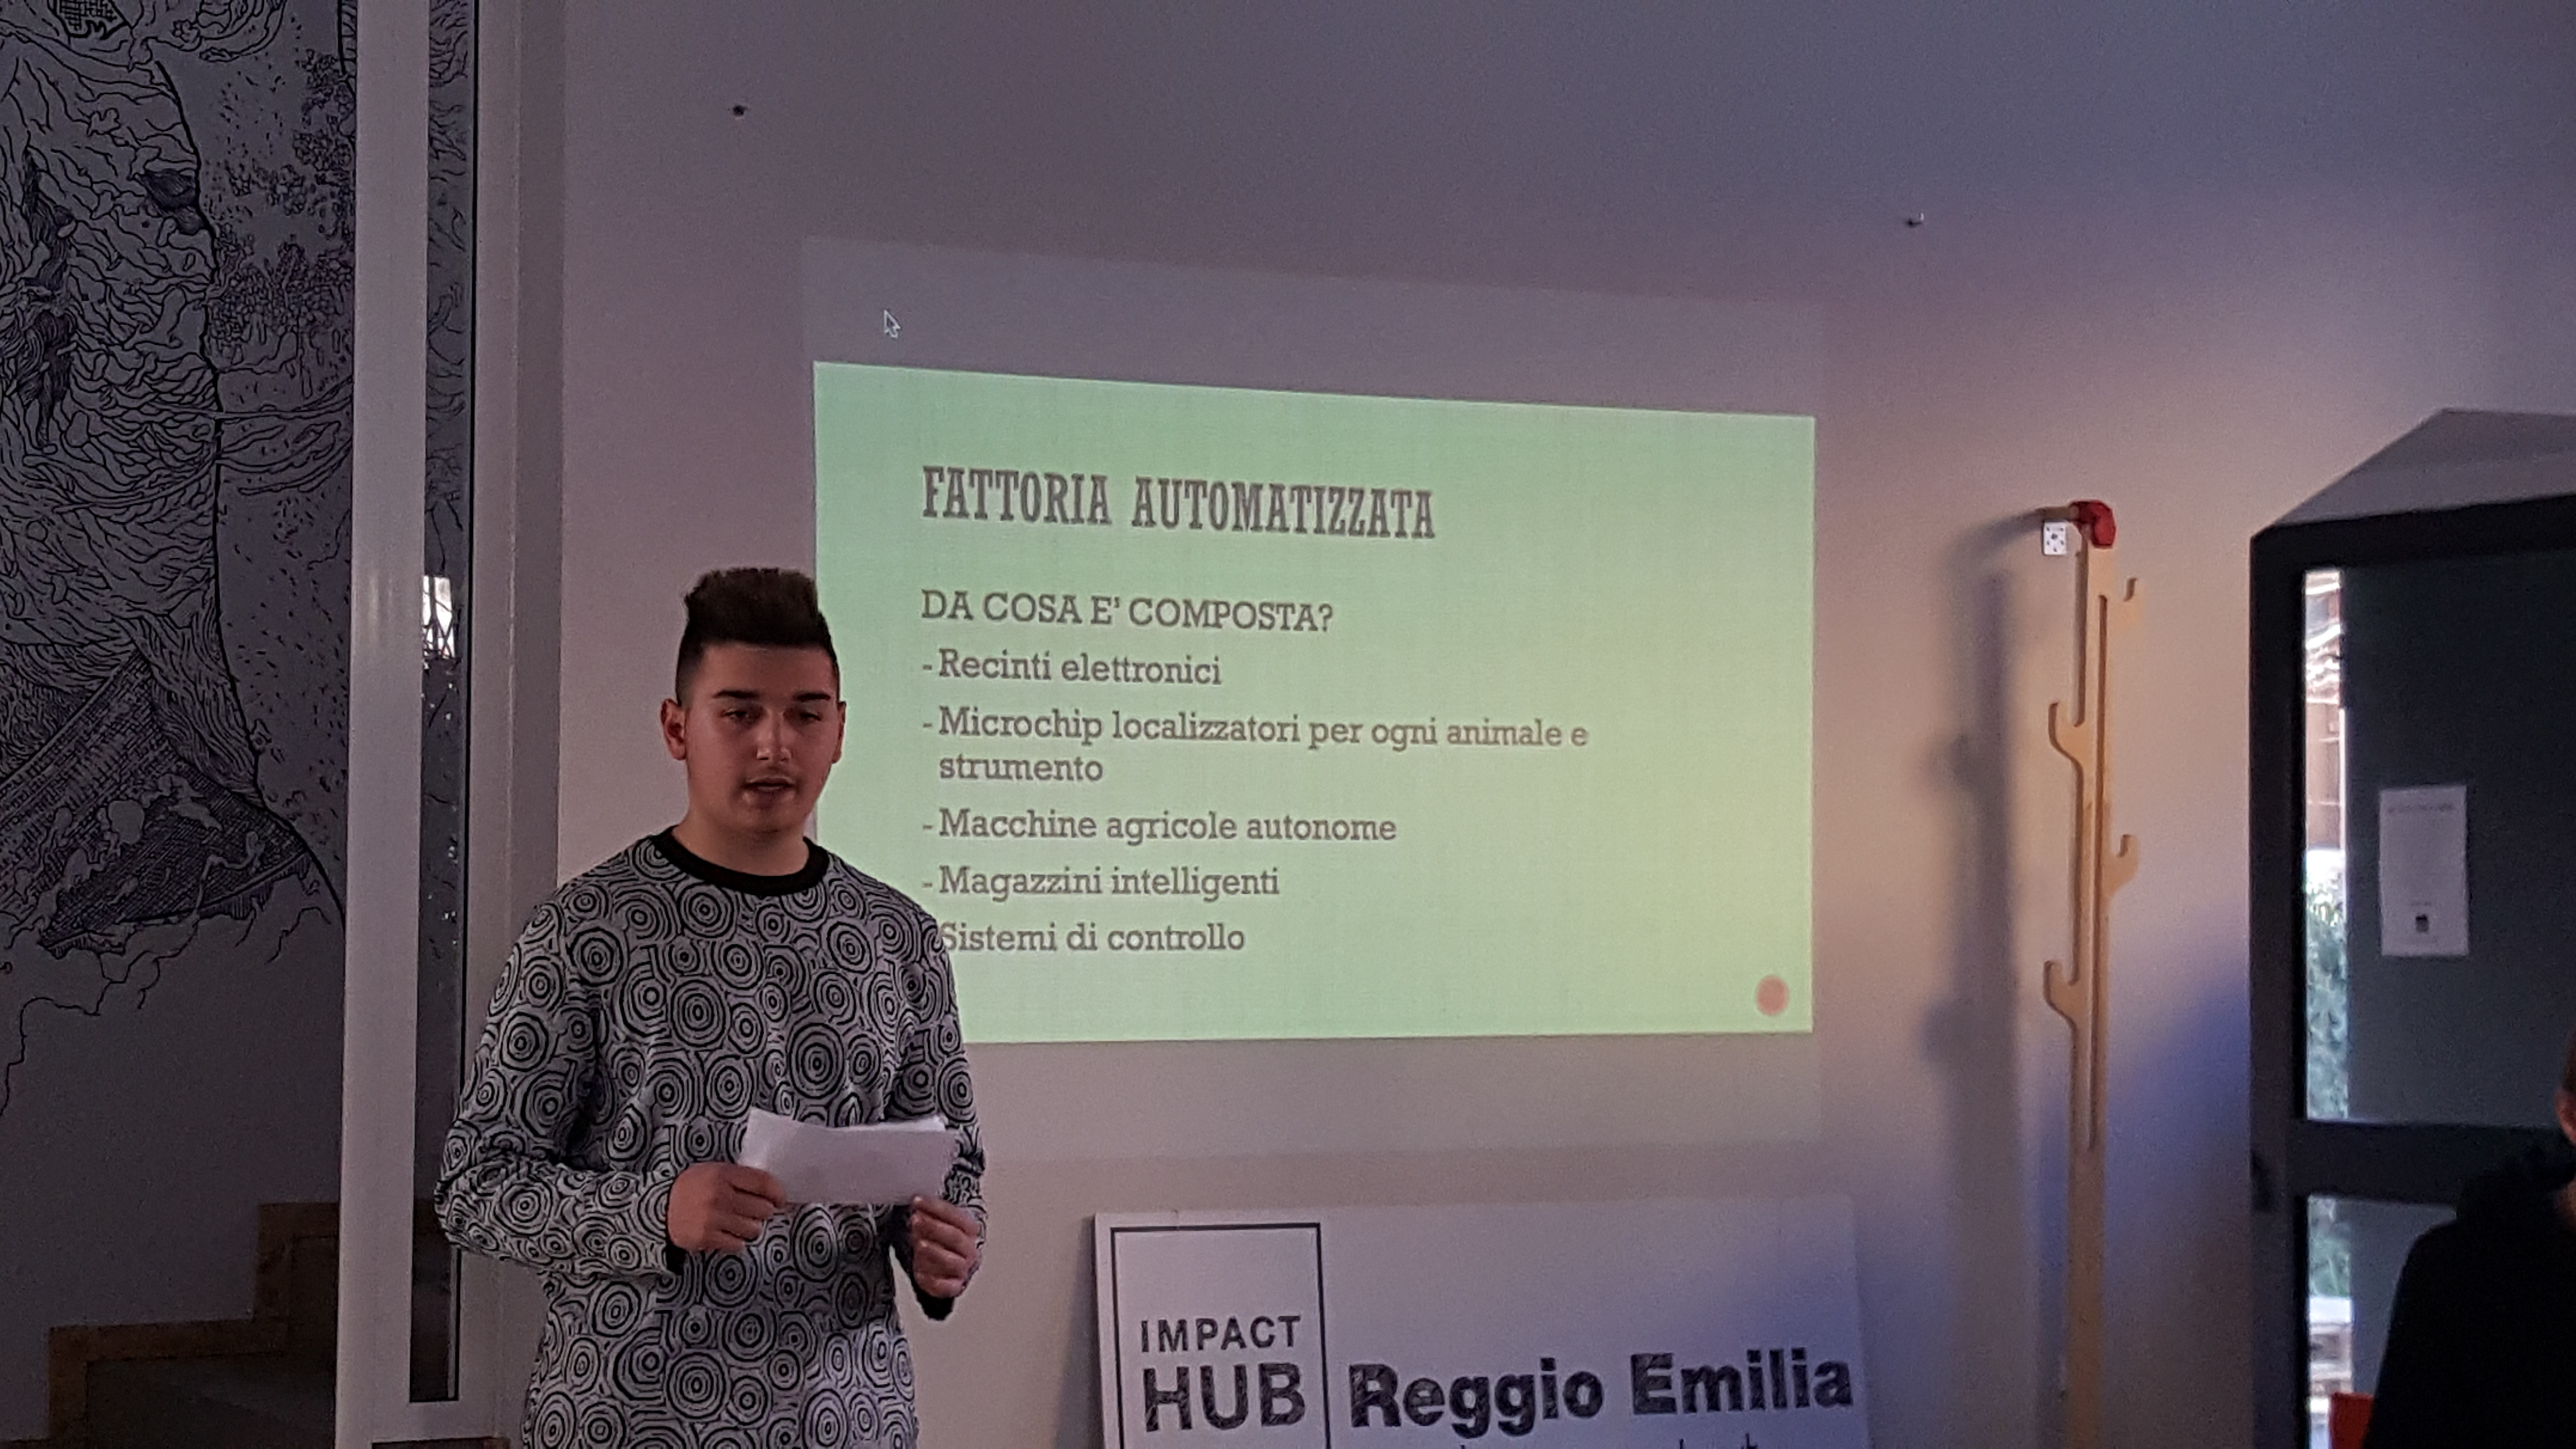 FATTORIA AUTOMATIZZATA
DA COSA E' COMPOSTA?
- Recinti elettronici
- Microchip localizzatori per ogni animale e
strumento
- Macchine agricole autonome
- Magazzini intelligenti
Sistemi di controllo
IMPACT
HUB
Reggio Emilia